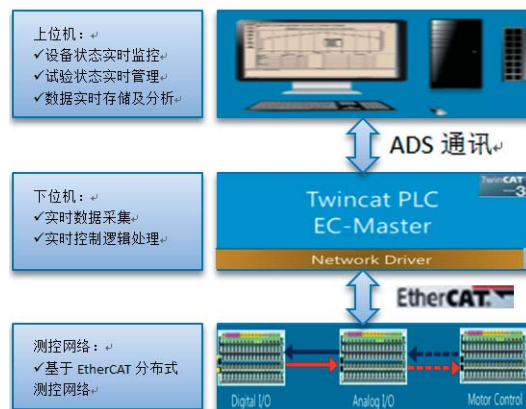 上位机：
✓设备状态实时监控
✓试验状态实时管理
✓数据实时存储及分析
ADS 通讯
下位机：
✓实时数据采集
✓实时控制逻辑处理
TwinCAT
3
Twincat PLC
EC-Master
Network Driver
EtherCAT
测控网络：
✓基于 EtherCAT 分布式
测控网络
Digital I/O
Analog I/O
Motor Control